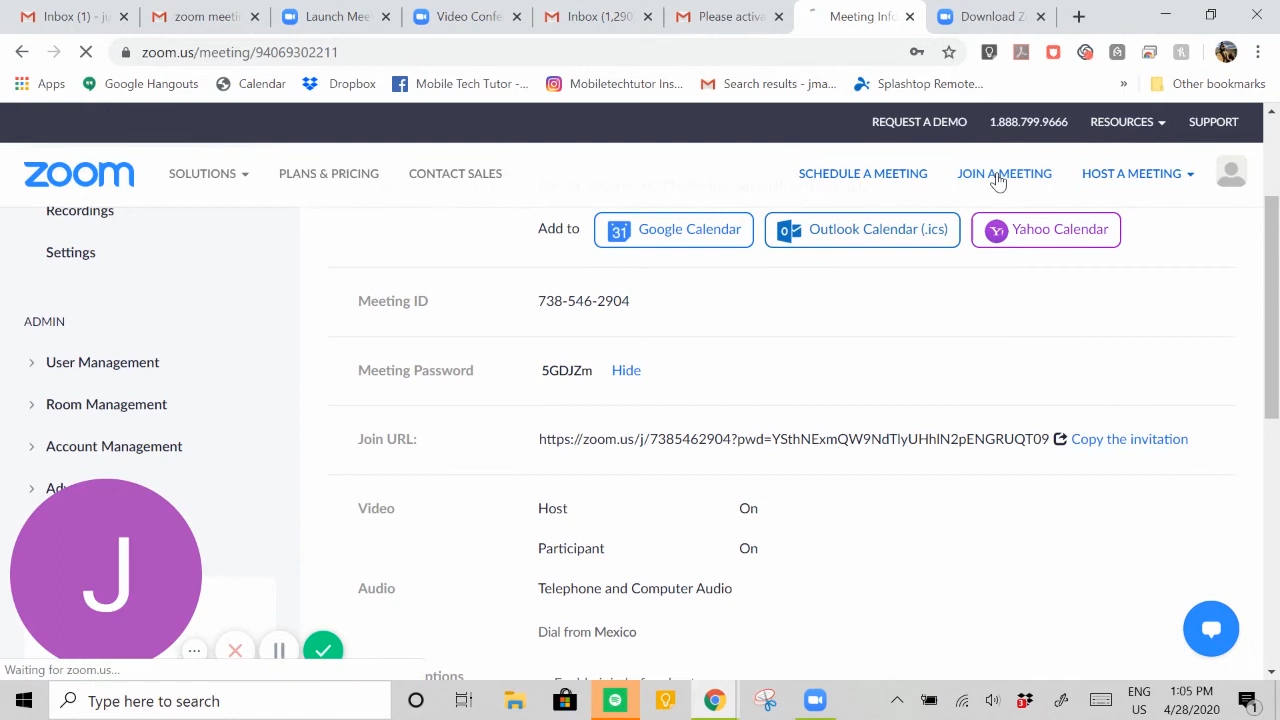 Inbox (1) - j
zoom meeti
Launch Mee
Video Confe
Inbox (1,290
Please activa
Meeting Info
Download Z
zoom.us/meeting/94069302211
Apps
Google Hangouts
Calendar
Dropbox
Mobile Tech Tutor -...
Mobiletechtutor Ins...
Search results - jma...
Splashtop Remote...
»
Other bookmarks
REQUEST A DEMO
1.888.799.9666
RESOURCES
SUPPORT
zoom
SOLUTIONS
PLANS & PRICING
CONTACT SALES
SCHEDULE A MEETING
JOIN A MEETING
HOST A MEETING
Recordings
Settings
ADMIN
User Management
Room Management
Account Management
Add to
31
Google Calendar
Outlook Calendar (.ics)
Yahoo Calendar
Meeting ID
738-546-2904
Meeting Password
5GDJZm
Hide
Join URL:
https://zoom.us/j/7385462904?pwd=YSthNExmQW9NdTlyUHhlN2pENGRUQT09
Copy the invitation
Video
Host
On
Participant
On
Audio
Telephone and Computer Audio
Dial from Mexico
J
Waiting for zoom.us...
Type here to search
ENG
US
1:05 PM
4/28/2020